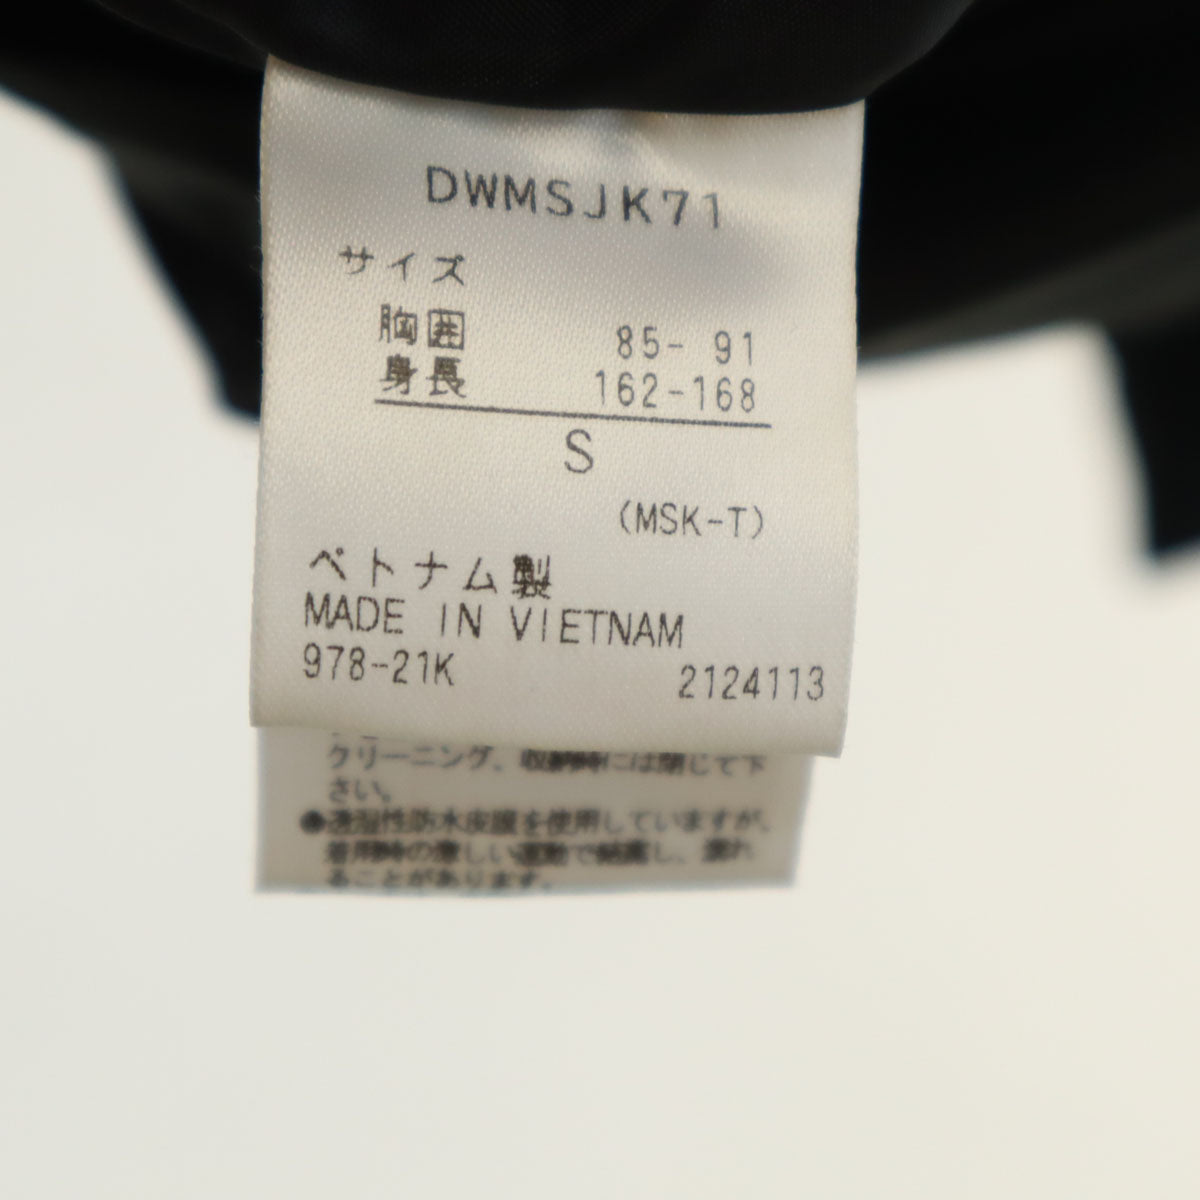 DWMSJK71
サイズ
胸囲 85- 91
身長 162-168
S
(MSK-T)
ベトナム製
MADE IN VIETNAM
978-21K 2124113
クリーニング、収納時には閉じて下
さい。
●透湿性防水皮膜を使用していますが、
着用時の激しい運動で結露し、濡れ
ることがあります。